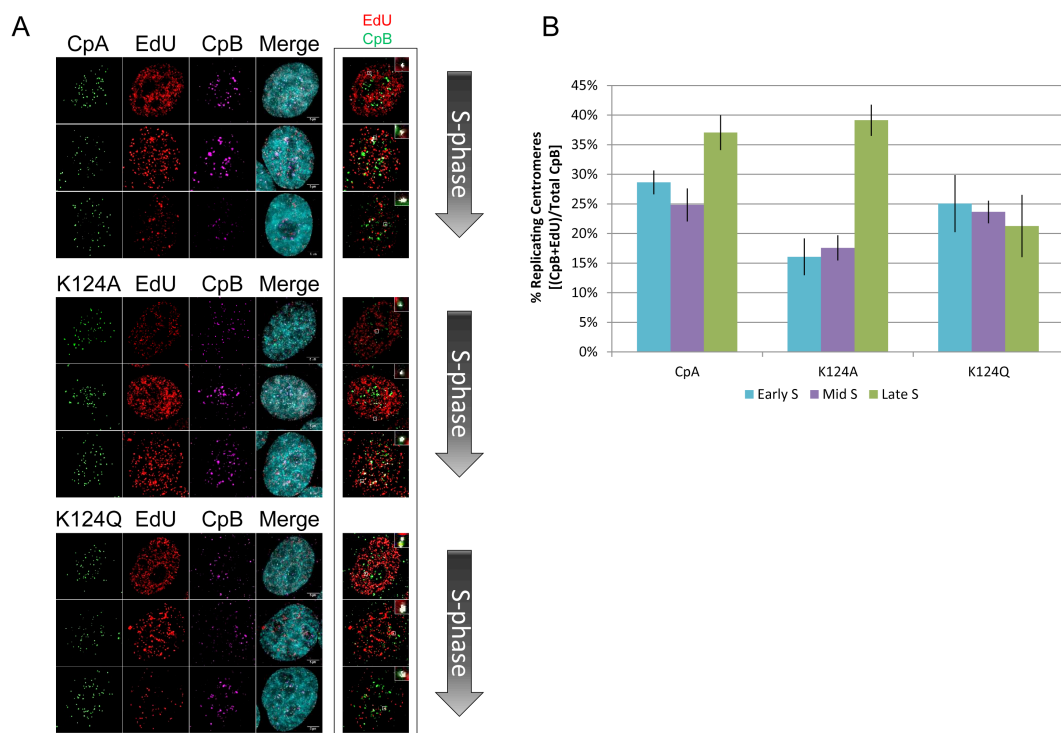 A
CpA EdU CpB Merge
EdU
CpB
S-phase
K124A EdU CpB Merge
S-phase
K124Q EdU CpB Merge
S-phase
B
% Replicating Centromeres
[(CpB+EdU)/Total CpB]
45%
40%
35%
30%
25%
20%
15%
10%
5%
0%
CpA K124A K124Q
Early S Mid S Late S